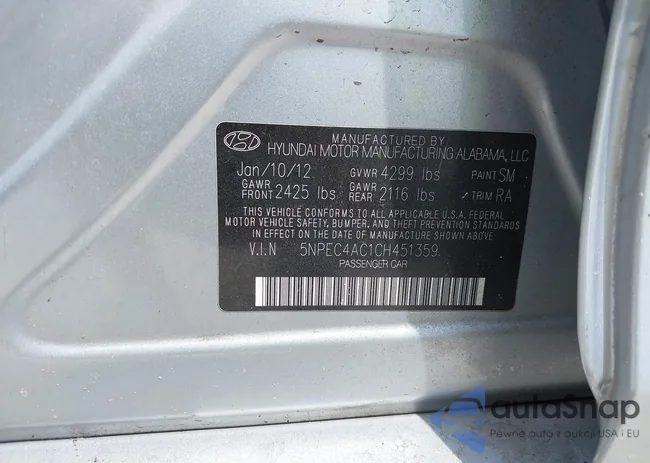 MANUFACTURED BY
HYUNDAI MOTOR MANUFACTURING ALABAMA, LLC
Jan/10/12 GVWR 4299 lbs PAINT SM
GAWR FRONT 2425 lbs GAWR REAR 2116 lbs TRIM RA
THIS VEHICLE CONFORMS TO ALL APPLICABLE U.S.A. FEDERAL
MOTOR VEHICLE SAFETY, BUMPER, AND THEFT PREVENTION STANDARDS
IN EFFECT ON THE DATE OF MANUFACTURE SHOWN ABOVE.
V.I.N 5NPEC4AC1CH451359
PASSENGER CAR
autoSnap
Pewne auta z aukcji USA i EU